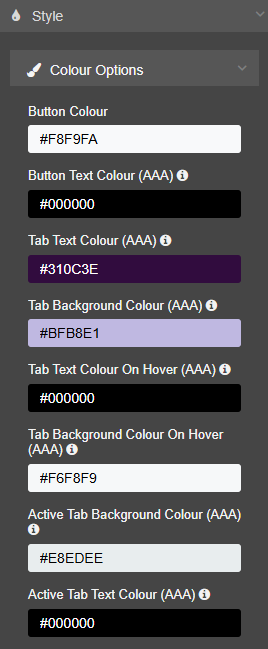 Style
Colour Options
Button Colour
#F8F9FA
Button Text Colour (AAA)
#000000
Tab Text Colour (AAA)
#310C3E
Tab Background Colour (AAA)
#BFB8E1
Tab Text Colour On Hover (AAA)
#000000
Tab Background Colour On Hover
(AAA)
#F6F8F9
Active Tab Background Colour (AAA)
#E8EDEE
Active Tab Text Colour (AAA)
#000000